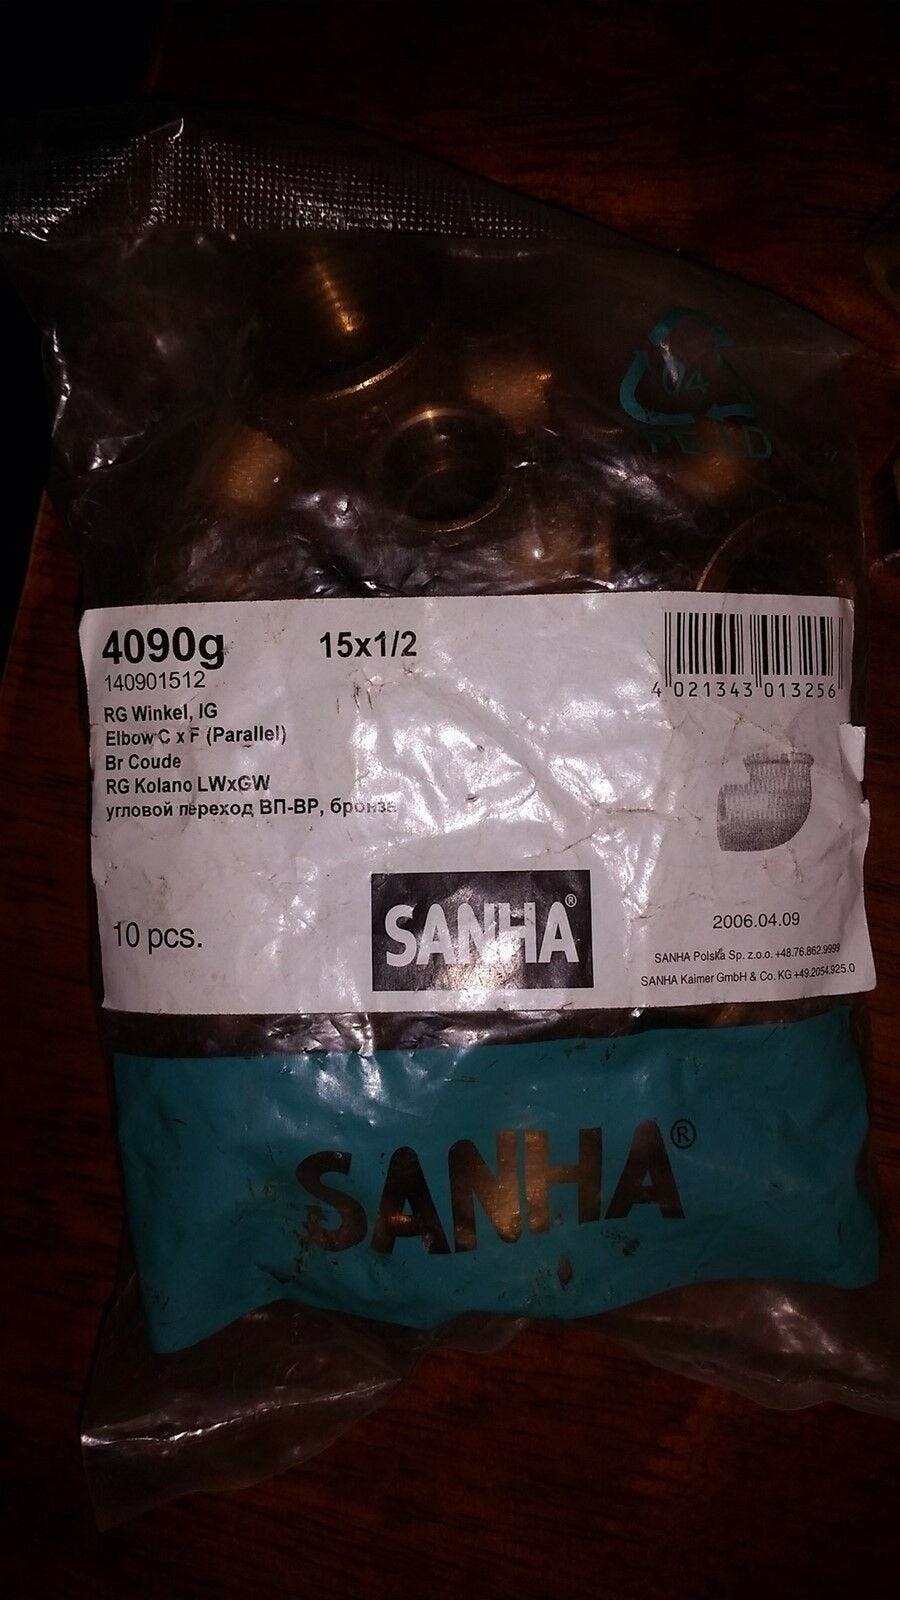 04
PE-LD
4090g 15x1/2
140901512
RG Winkel, IG
Elbow C x F (Parallel)
Br Coude
RG Kolano LWxGW
угловой переход ВП-ВР, бронза
4 021343 013256
10 pcs.
SANHA®
2006.04.09
SANHA Polska Sp. z.o.o. +48.76.862.9999
SANHA Kaimer GmbH & Co. KG +49.2054.925.0
SANHA®